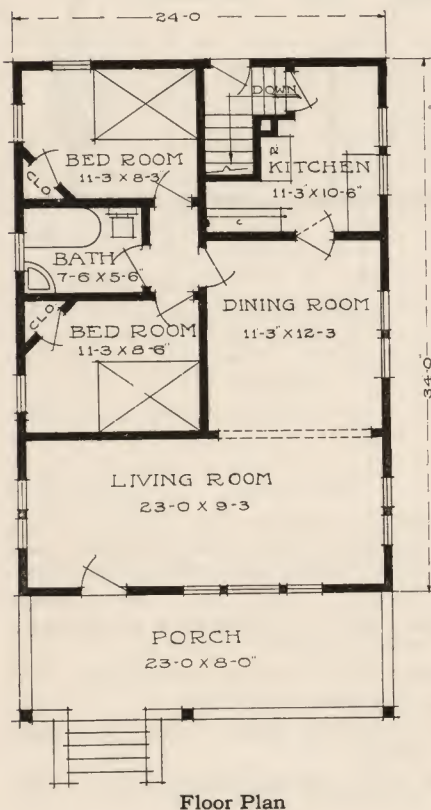 24-0
DOWN
BED ROOM
11-3 X 8-3"
CLO
R
KITCHEN
11-3" X 10-6"
C
BATH
7-6 X 5-6"
DINING ROOM
11-3" X 12-3
CLO
BED ROOM
11-3 X 8-6"
34-0"
LIVING ROOM
23-0 X 9-3
PORCH
23-0 X 8-0"
Floor Plan